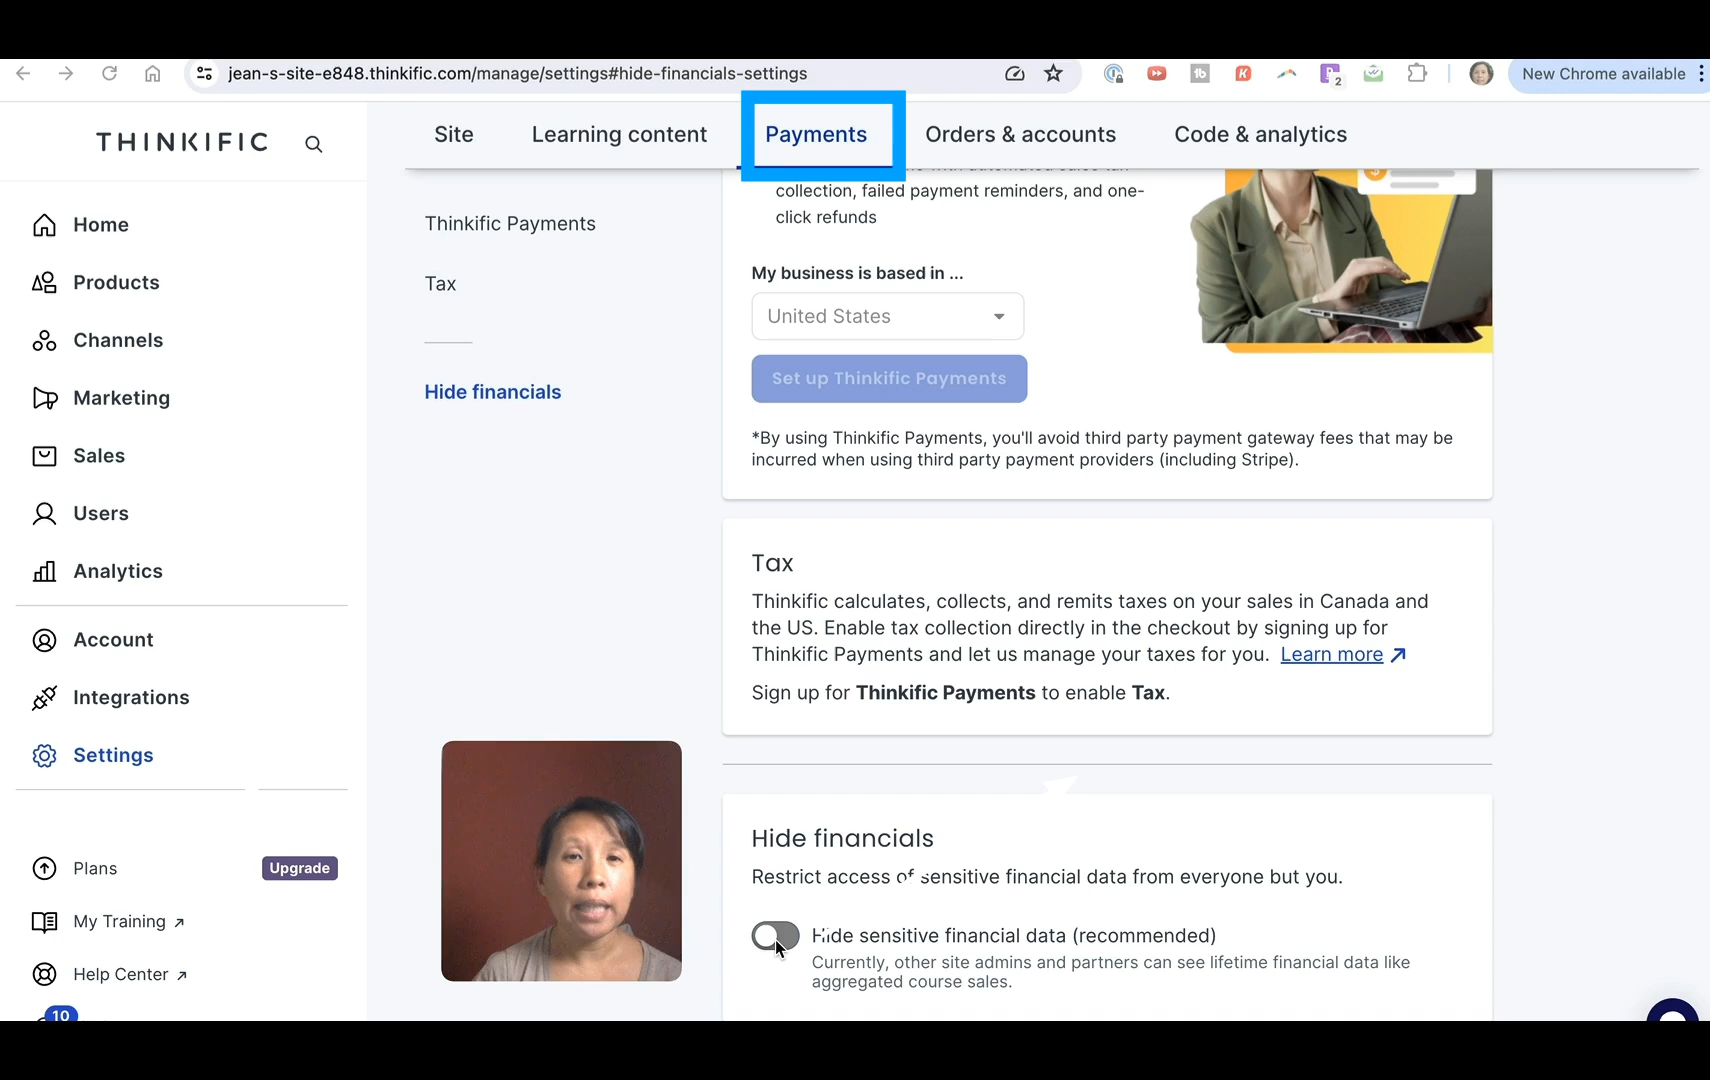 jean-s-site-e848.thinkific.com/manage/settings#hide-financials-settings
2
New Chrome available
THINKIFIC
Site
Learning content
Payments
Orders & accounts
Code & analytics
Home
Products
Channels
Marketing
Sales
Users
Analytics
Account
Integrations
Settings
Plans
Upgrade
My Training
Help Center
10
Thinkific Payments
Tax
Hide financials
collection, failed payment reminders, and one-
click refunds
My business is based in ...
United States
Set up Thinkific Payments
*By using Thinkific Payments, you'll avoid third party payment gateway fees that may be
incurred when using third party payment providers (including Stripe).
Tax
Thinkific calculates, collects, and remits taxes on your sales in Canada and
the US. Enable tax collection directly in the checkout by signing up for
Thinkific Payments and let us manage your taxes for you. Learn more
Sign up for Thinkific Payments to enable Tax.
Hide financials
Restrict access of sensitive financial data from everyone but you.
Hide sensitive financial data (recommended)
Currently, other site admins and partners can see lifetime financial data like
aggregated course sales.